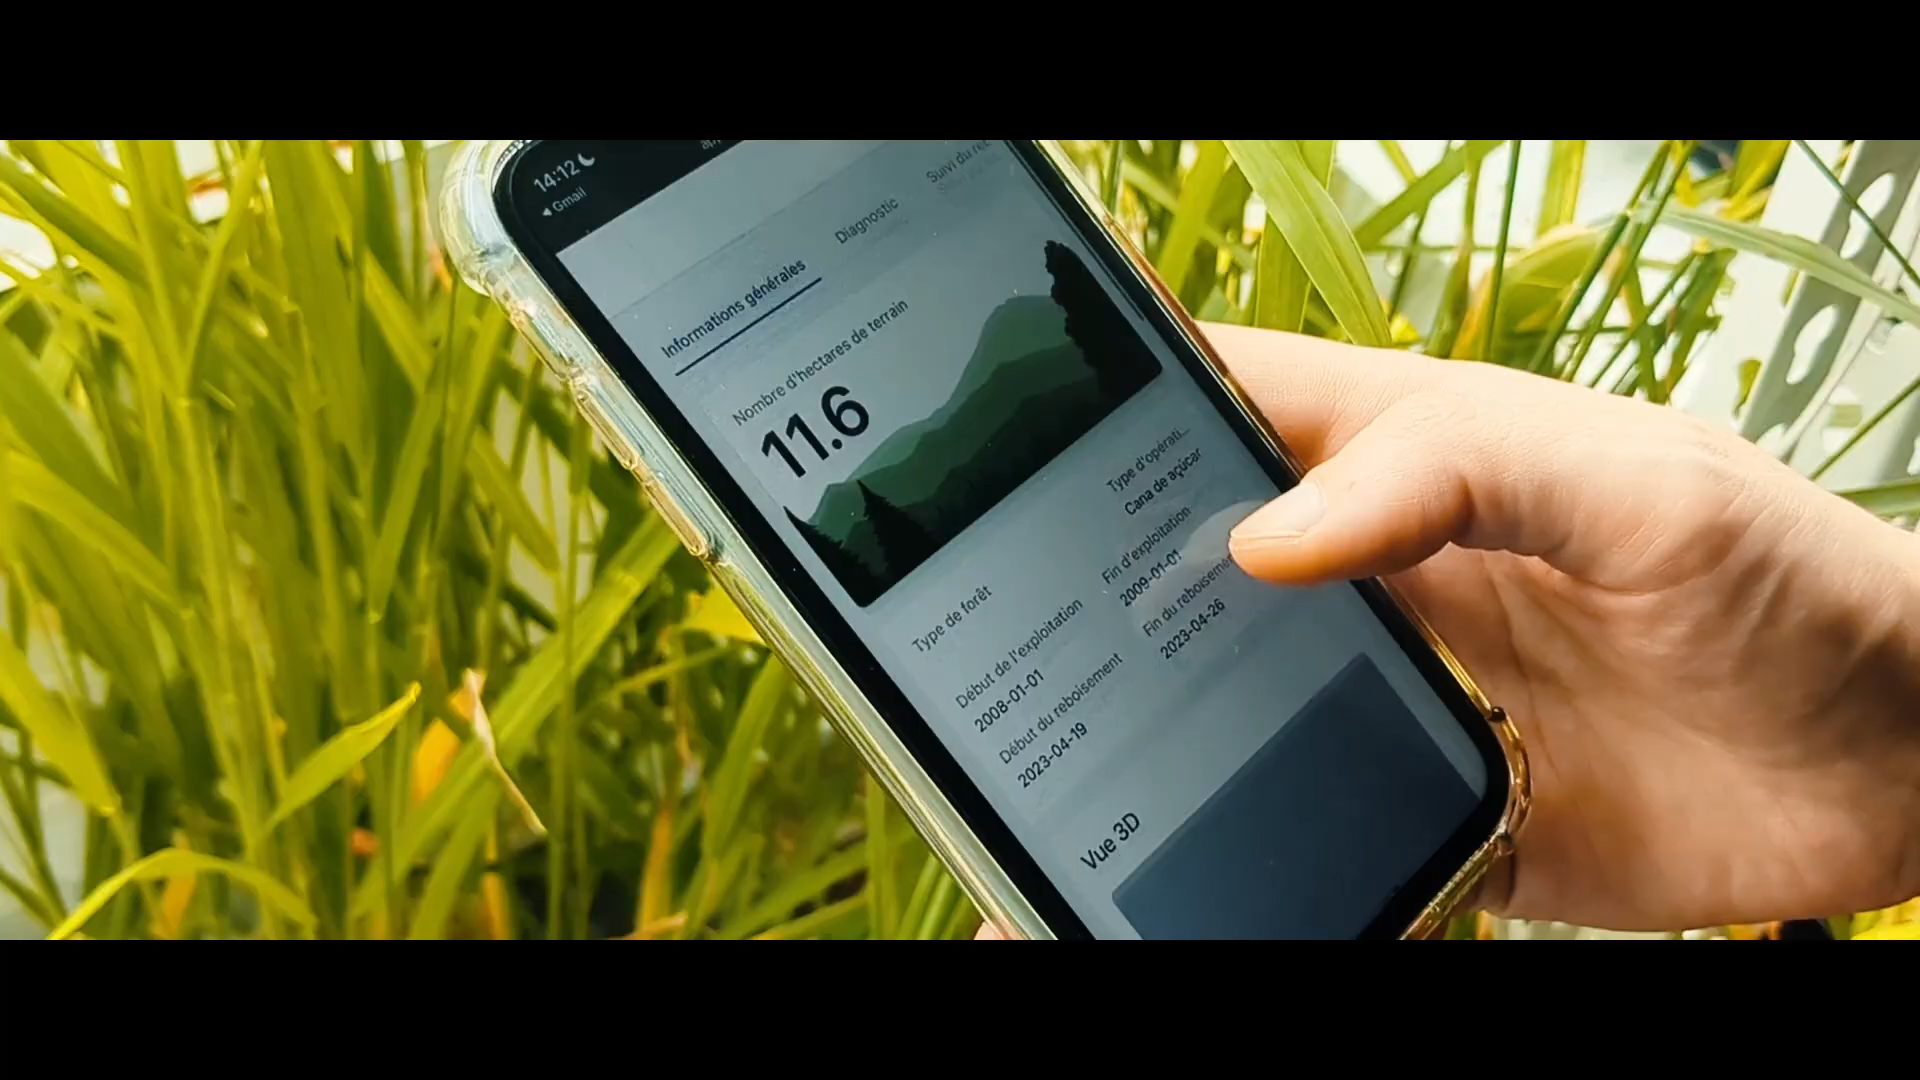 14:12
◀ Gmail
Informations générales
Diagnostic
Suivi du
Nombre d'hectares de terrain
11.6
Type de forêt
Type d'opérati...
Cana de açúcar
Début de l'exploitation
2008-01-01
Fin d'exploitation
2009-01-01
Début du reboisement
2023-04-19
Fin du
2023-04-26
Vue 3D